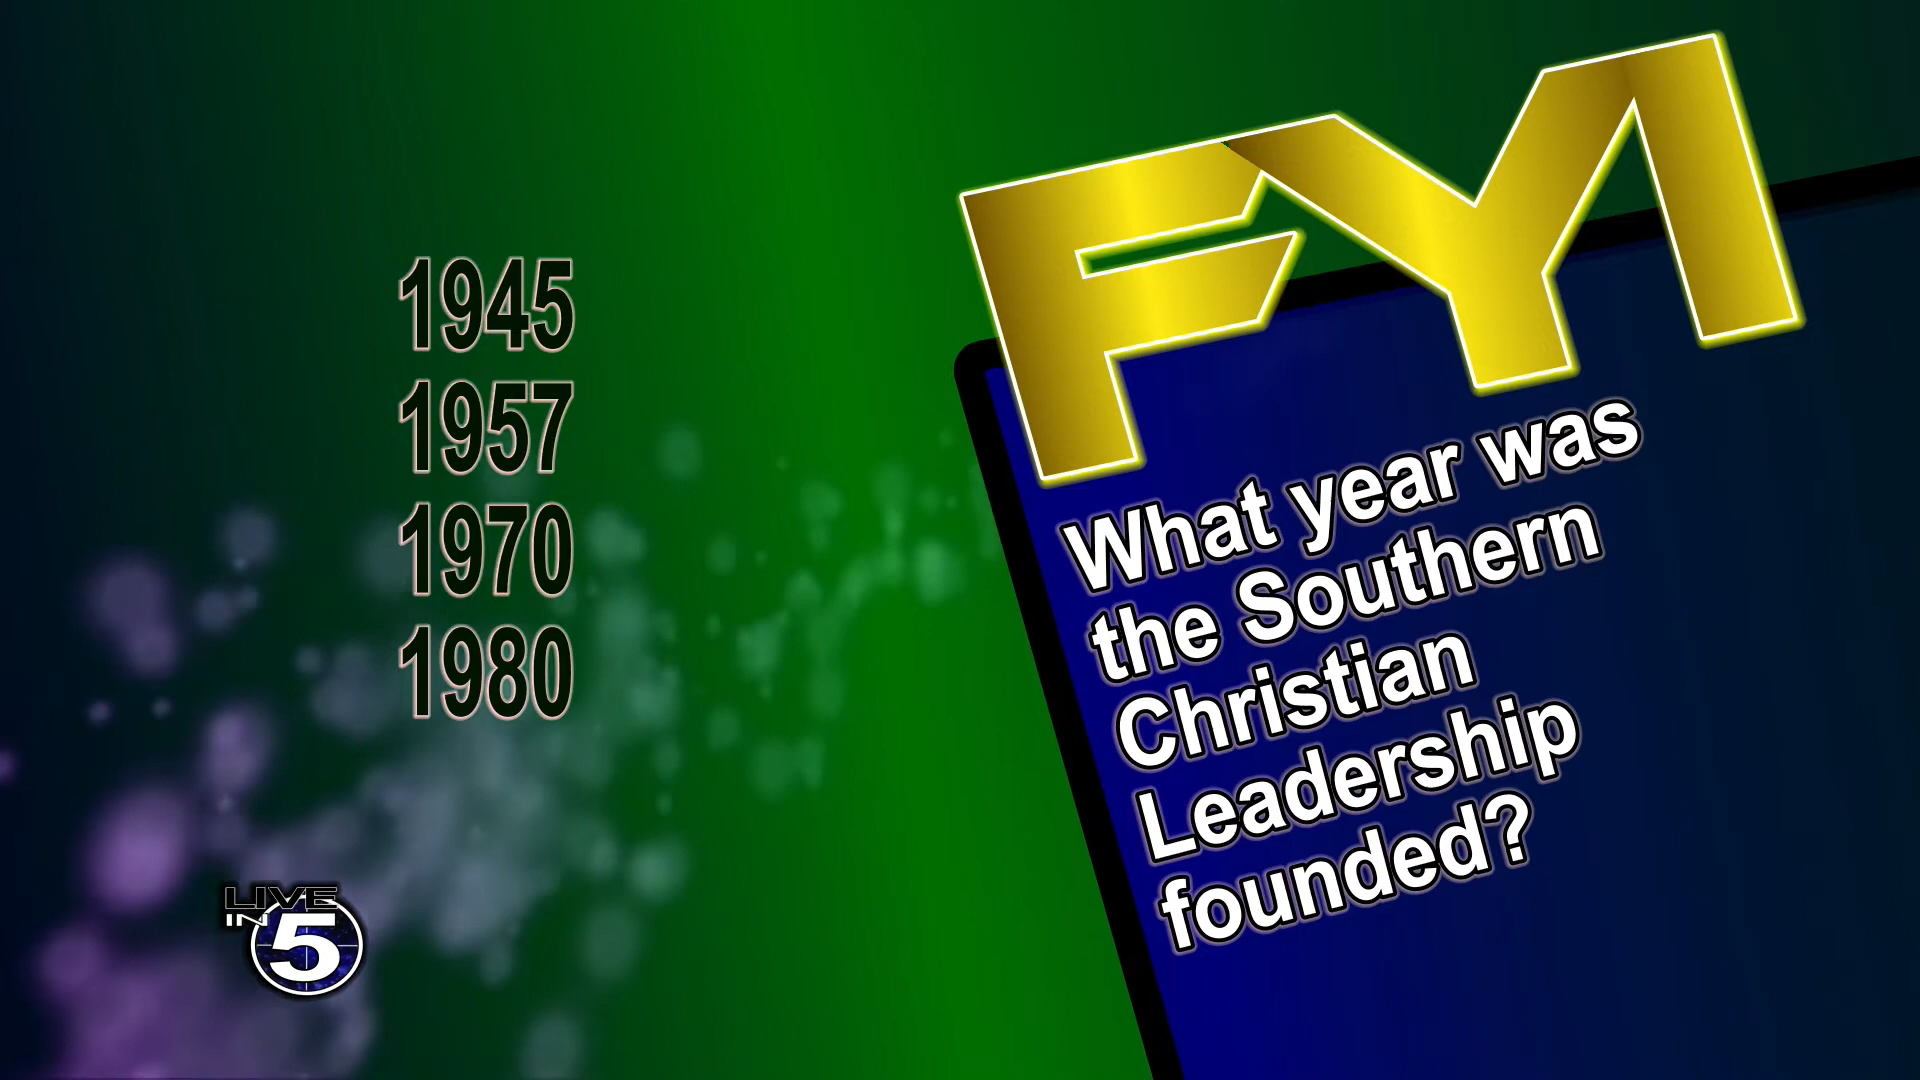 FYI
What year was
the Southern
Christian
Leadership
founded?
1945
1957
1970
1980
LIVE
IN 5